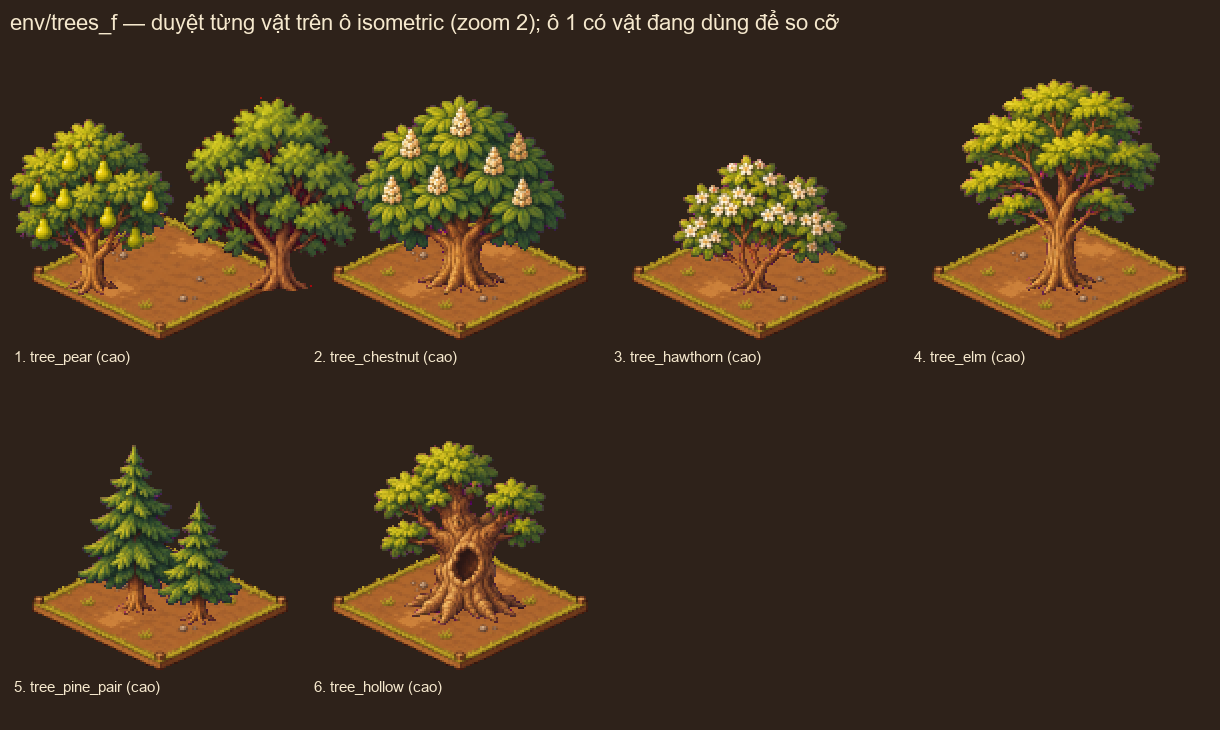 env/trees_f — duyệt từng vật trên ô isometric (zoom 2); ô 1 có vật đang dùng để so cỡ
1. tree_pear (cao)
2. tree_chestnut (cao)
3. tree_hawthorn (cao)
4. tree_elm (cao)
5. tree_pine_pair (cao)
6. tree_hollow (cao)